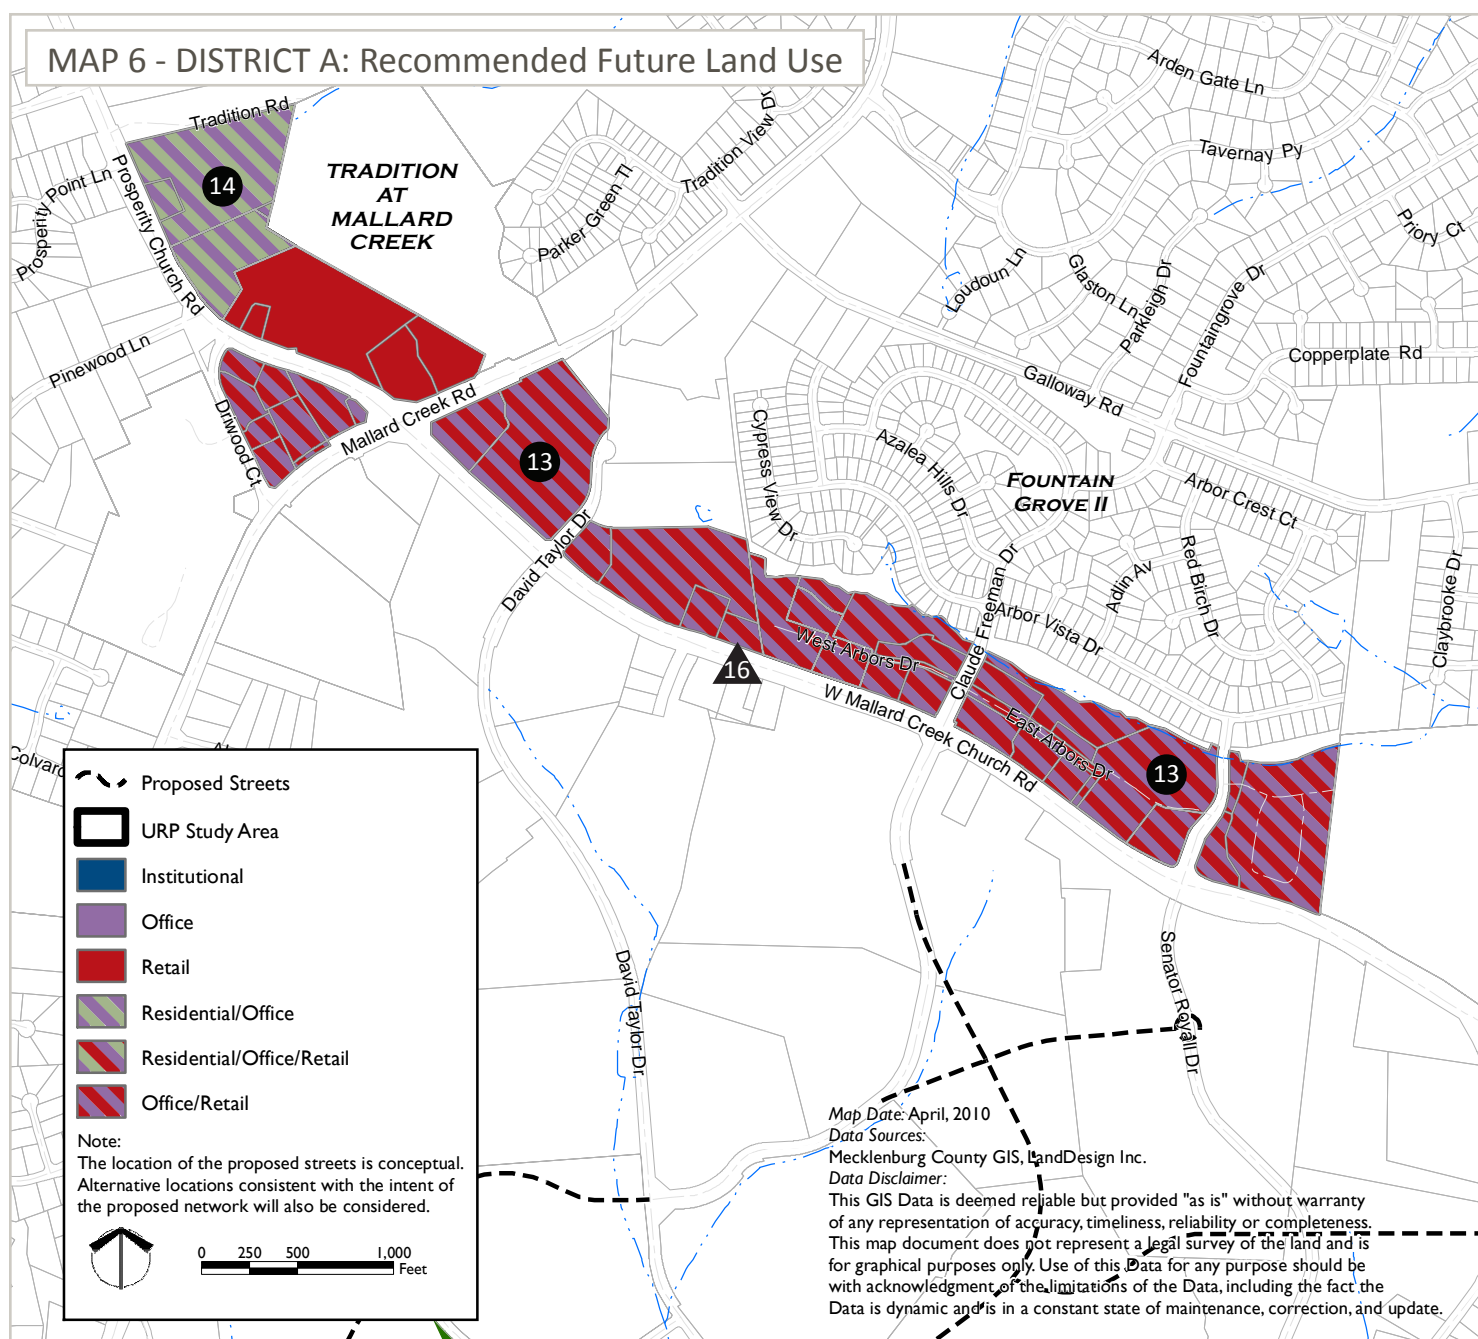 MAP 6 - DISTRICT A: Recommended Future Land Use
Tradition Rd
Prosperity Point Ln
Prosperity Church Rd
14
TRADITION
AT
MALLARD
CREEK
Parker Green Tl
Tradition View Dr
Arden Gate Ln
Tavernay Py
Priory Ct
Loudoun Ln
Glaston Ln
Parkleigh Dr
Fountaingrove Dr
Copperplate Rd
Galloway Rd
Pinewood Ln
Driwood Ct
Mallard Creek Rd
13
Cypress View Dr
Azalea Hills Dr
FOUNTAIN
GROVE II
Arbor Crest Ct
Red Birch Dr
Adlin Av
Claybrooke Dr
David Taylor Dr
Claude Freeman Dr
Arbor Vista Dr
West Arbors Dr
16
W Mallard Creek Church Rd
East Arbors Dr
13
Colvard
Senator Royall Dr
David Taylor Dr.
Proposed Streets
URP Study Area
Institutional
Office
Retail
Residential/Office
Residential/Office/Retail
Office/Retail
Note:
The location of the proposed streets is conceptual.
Alternative locations consistent with the intent of
the proposed network will also be considered.
0 250 500 1,000
Feet
Map Date: April, 2010
Data Sources:
Mecklenburg County GIS, LandDesign Inc.
Data Disclaimer:
This GIS Data is deemed reliable but provided "as is" without warranty
of any representation of accuracy, timeliness, reliability or completeness.
This map document does not represent a legal survey of the land and is
for graphical purposes only. Use of this Data for any purpose should be
with acknowledgment of the limitations of the Data, including the fact the
Data is dynamic and is in a constant state of maintenance, correction, and update.